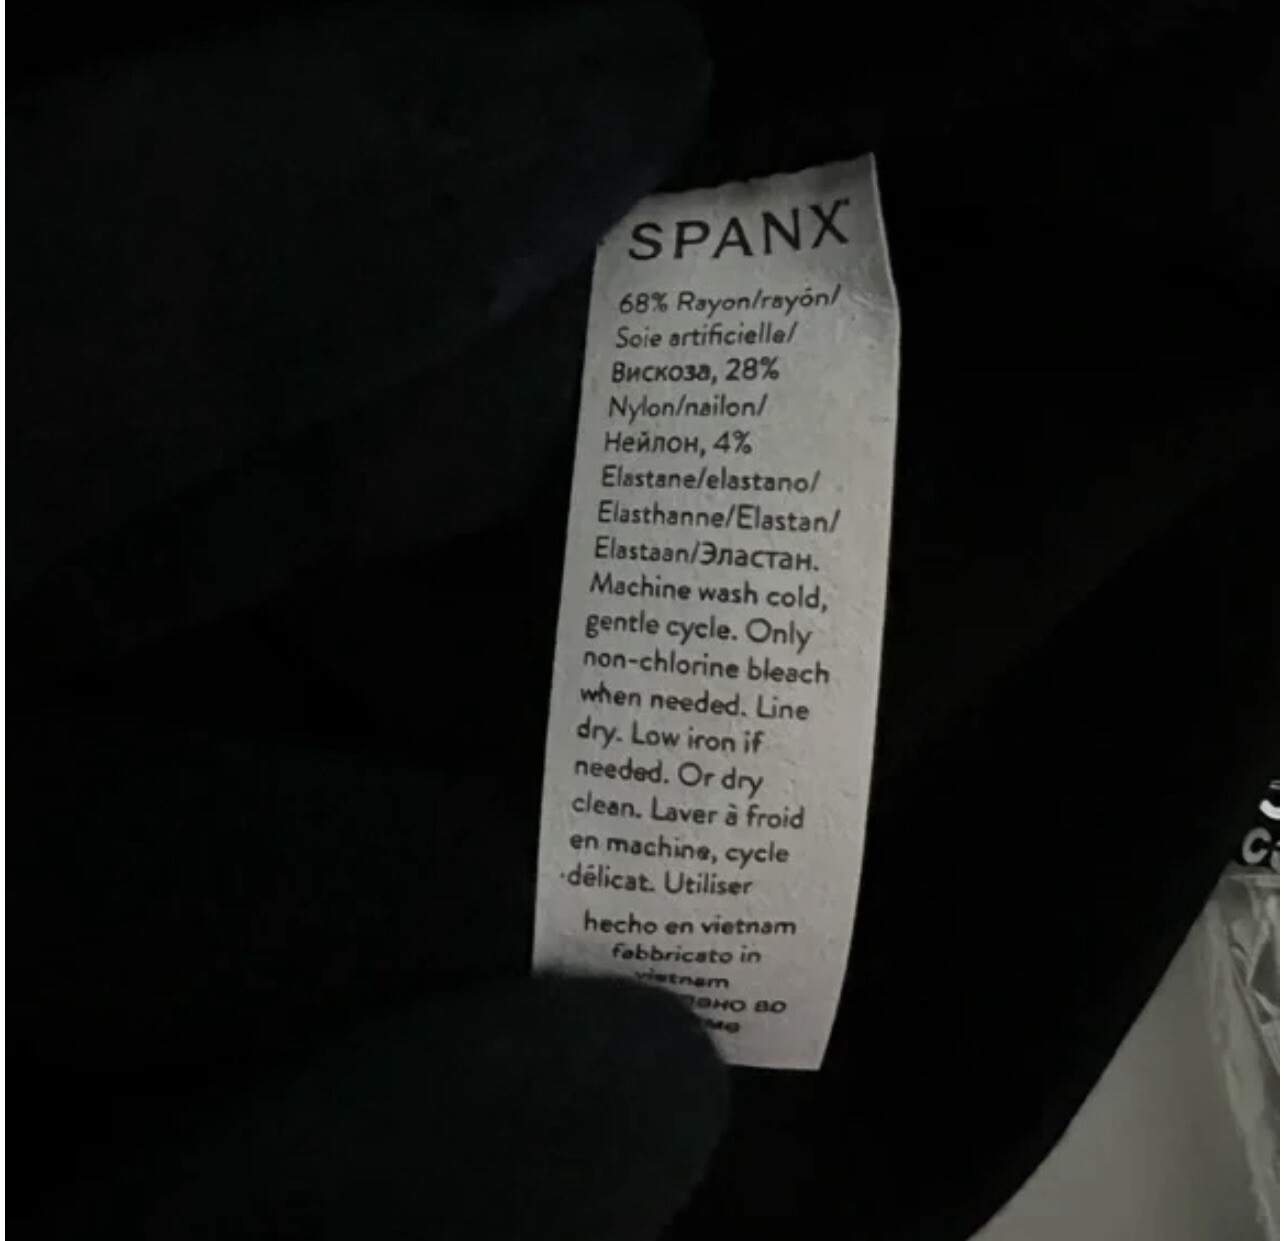 SPANX
68% Rayon/rayón/
Soie artificielle/
Вискоза, 28%
Nylon/nailon/
Нейлон, 4%
Elastane/elastano/
Elasthanne/Elastan/
Elastaan/Эластан.
Machine wash cold,
gentle cycle. Only
non-chlorine bleach
when needed. Line
dry. Low iron if
needed. Or dry
clean. Laver à froid
en machine, cycle
délicat. Utiliser
hecho en vietnam
fabbricato in
vietnam
во